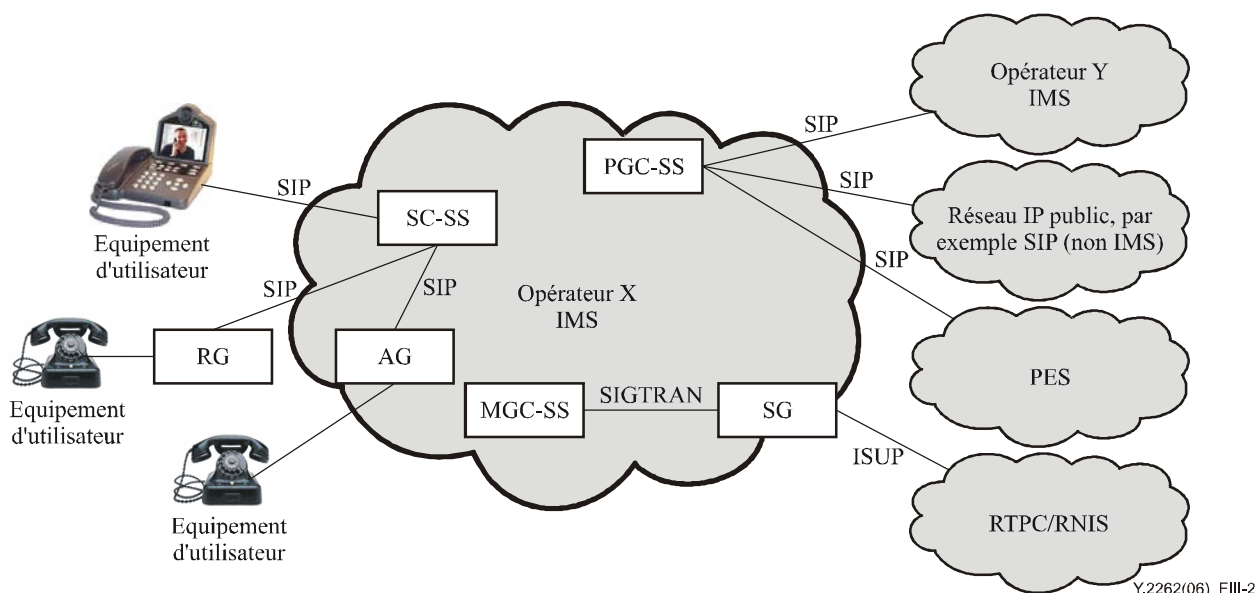 Opérateur Y
IMS
SIP
PGC-SS
SIP
SIP
Réseau IP public, par
exemple SIP (non IMS)
SC-SS
Equipement
d'utilisateur
SIP
SIP
SIP
Opérateur X
IMS
RG
AG
PES
Equipement
d'utilisateur
MGC-SS
SIGTRAN
SG
ISUP
RTPC/RNIS
Equipement
d'utilisateur
Y.2262(06)_FIII-2